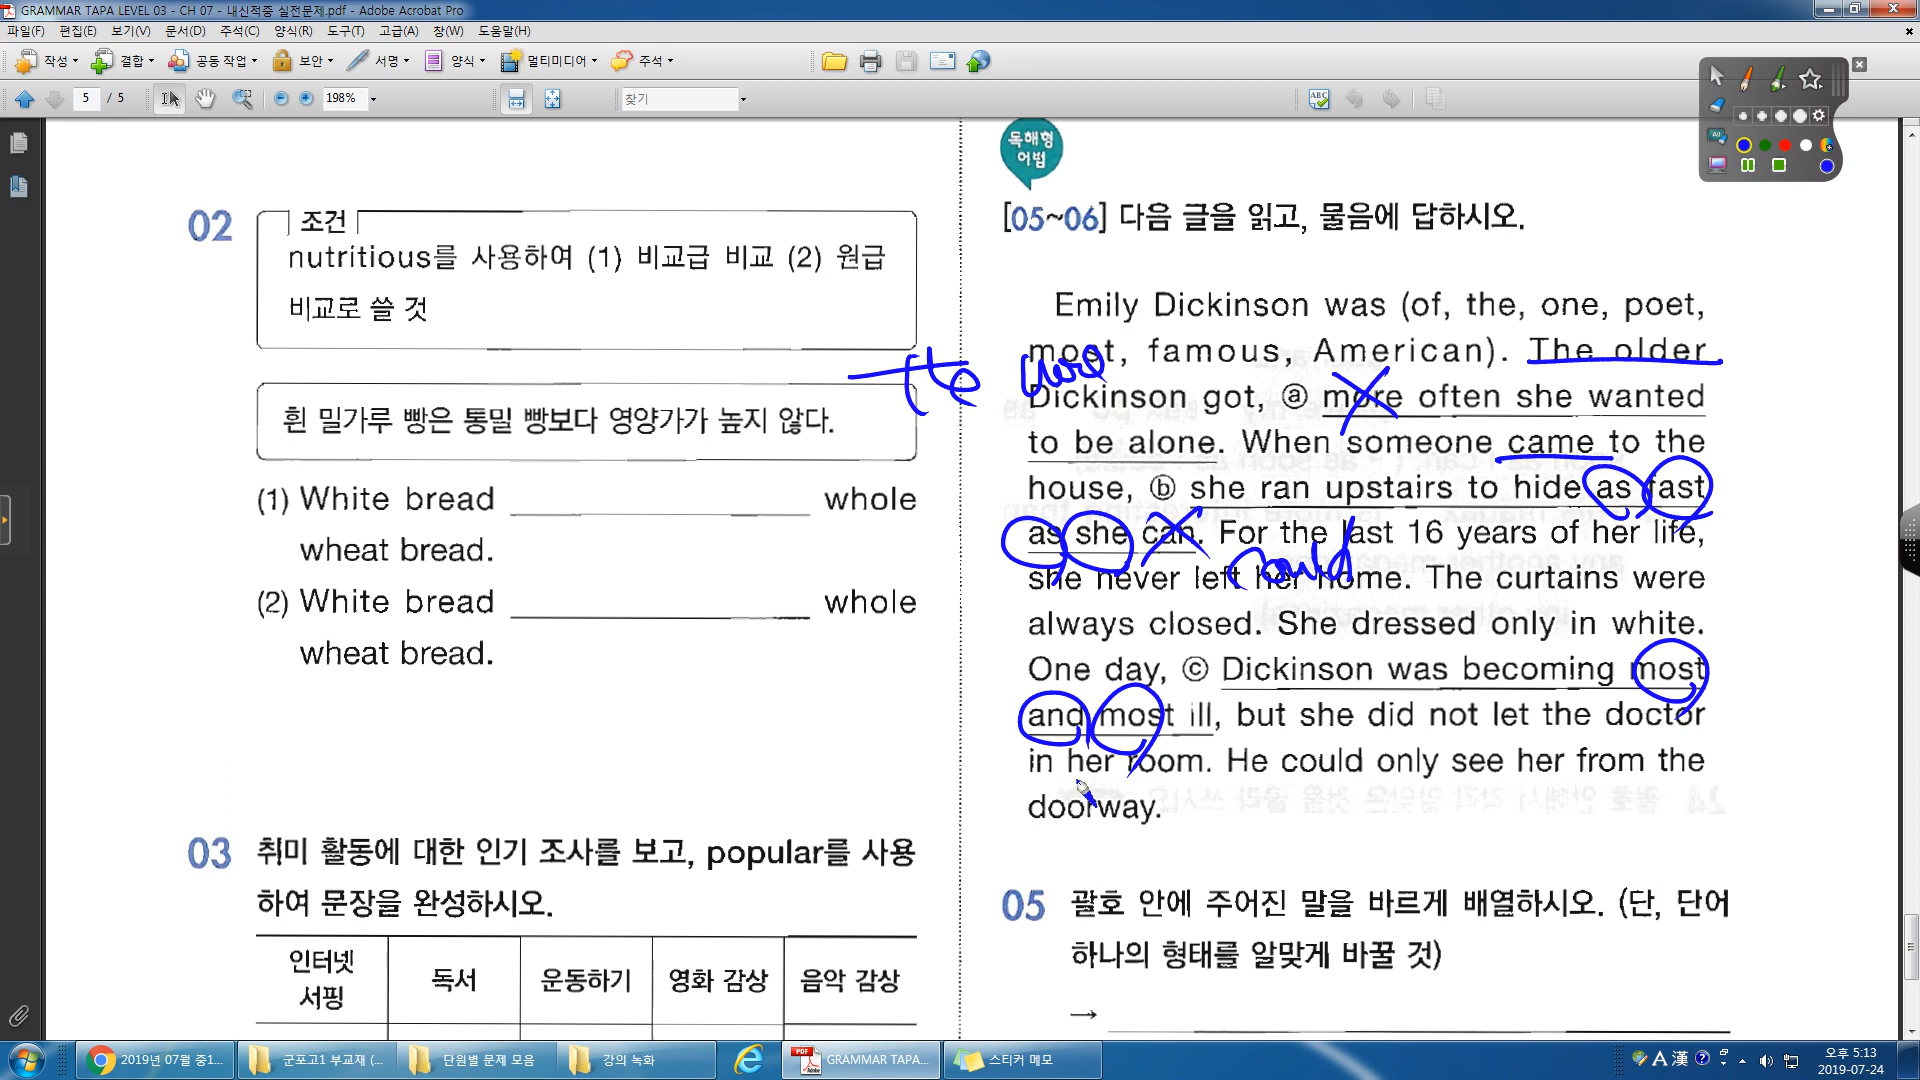 GRAMMAR TAPA LEVEL 03 - CH 07 - 내신적중 실전문제.pdf - Adobe Acrobat Pro
파일(F) 편집(E) 보기(V) 문서(D) 주석(C) 양식(R) 도구(T) 고급(A) 창(W) 도움말(H)
작성 결합 공동 작업 보안 서명 양식 멀티미디어 주석
5 / 5 198% 찾기
02
조건
nutritious를 사용하여 (1) 비교급 비교 (2) 원급
비교로 쓸 것
흰 밀가루 빵은 통밀 빵보다 영양가가 높지 않다.
(1) White bread whole
wheat bread.
(2) White bread whole
wheat bread.
03 취미 활동에 대한 인기 조사를 보고, popular를 사용
하여 문장을 완성하시오.
인터넷 서핑 독서 운동하기 영화 감상 음악 감상
독해형
어법
[05~06] 다음 글을 읽고, 물음에 답하시오.
Emily Dickinson was (of, the, one, poet,
most, famous, American). The older
the more
Dickinson got, ⓐ more often she wanted
to be alone. When someone came to the
house, ⓑ she ran upstairs to hide as fast
as she can. For the last 16 years of her life,
could
she never left her home. The curtains were
always closed. She dressed only in white.
One day, ⓒ Dickinson was becoming most
and most ill, but she did not let the doctor
in her room. He could only see her from the
doorway.
05 괄호 안에 주어진 말을 바르게 배열하시오. (단, 단어
하나의 형태를 알맞게 바꿀 것)
→
2019년 07월 중1... 군포고1 부교재 (... 단원별 문제 모음 강의 녹화 GRAMMAR TAPA... 스티커 메모
A 漢
오후 5:13
2019-07-24